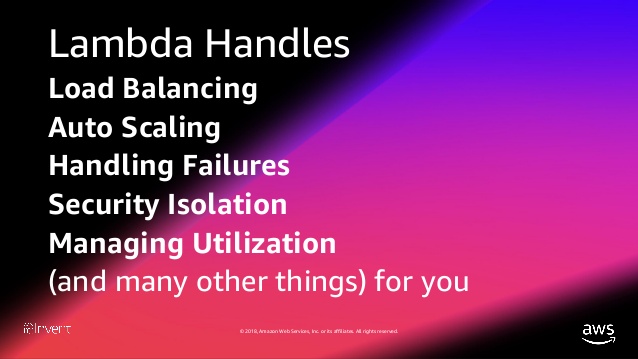 Lambda Handles
Load Balancing
Auto Scaling
Handling Failures
Security Isolation
Managing Utilization
(and many other things) for you
re:Invent
© 2018, Amazon Web Services, Inc. or its affiliates. All rights reserved.
aws